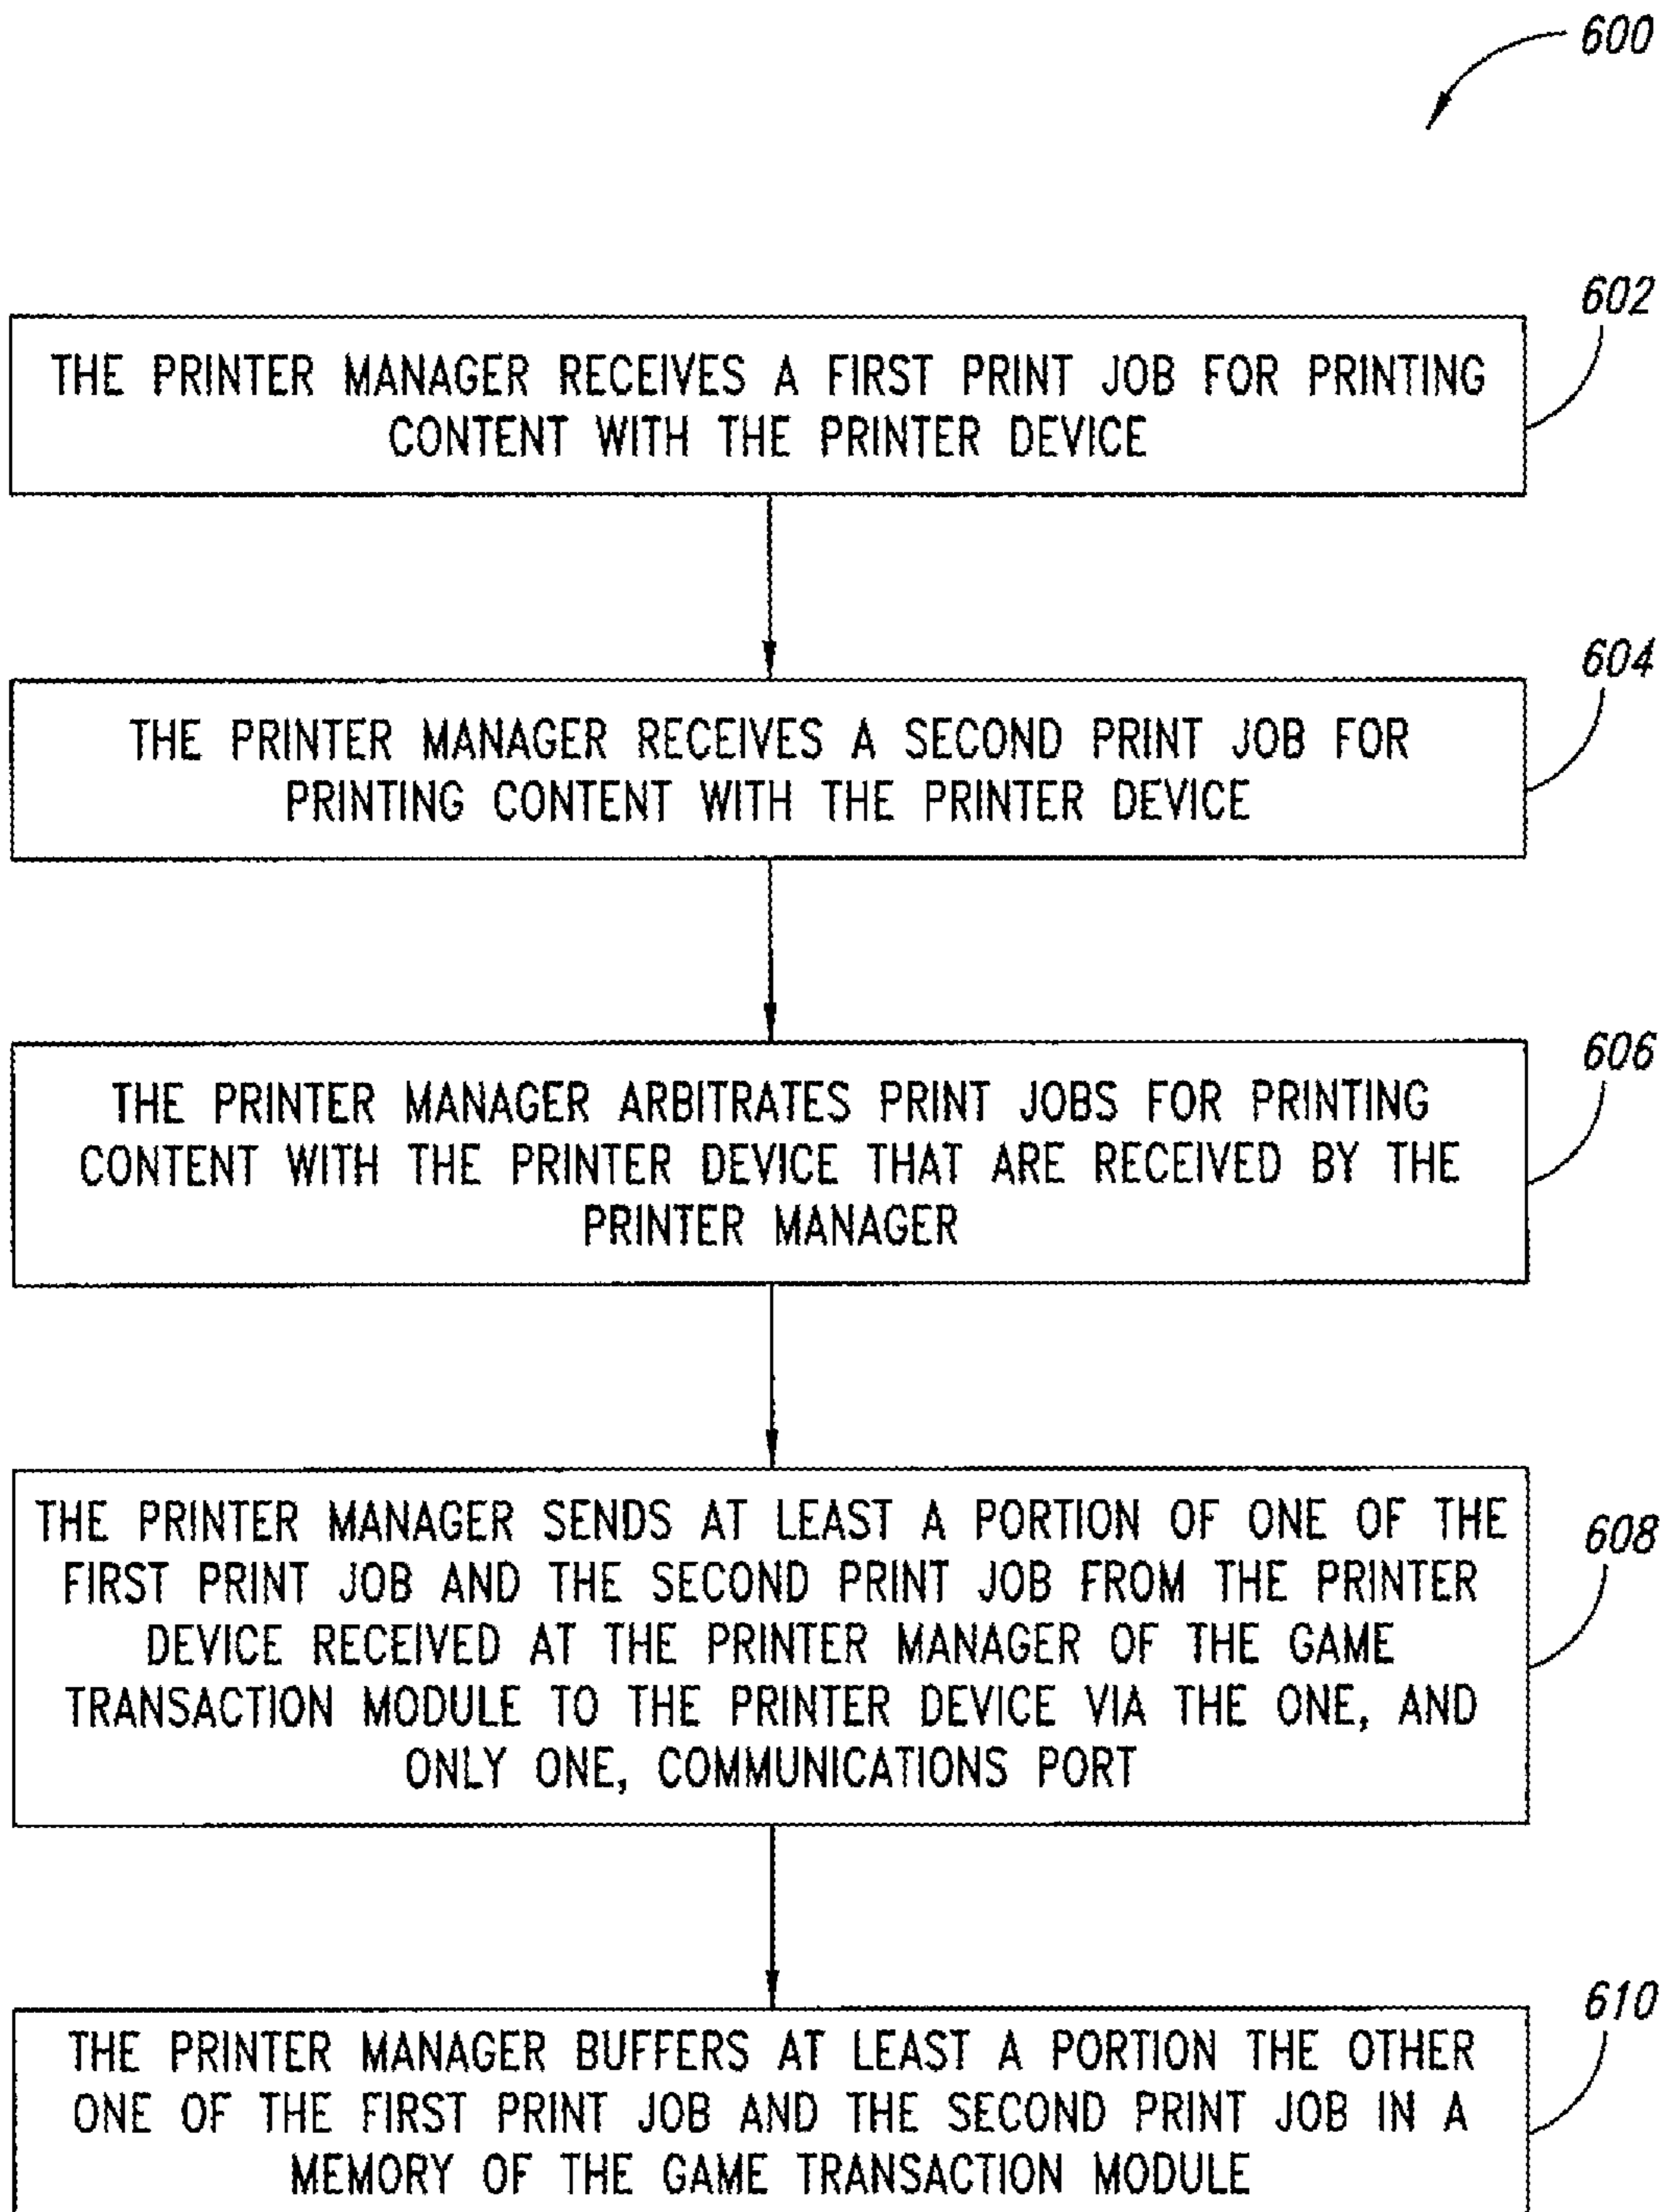 600
602
THE PRINTER MANAGER RECEIVES A FIRST PRINT JOB FOR PRINTING
CONTENT WITH THE PRINTER DEVICE
604
THE PRINTER MANAGER RECEIVES A SECOND PRINT JOB FOR
PRINTING CONTENT WITH THE PRINTER DEVICE
606
THE PRINTER MANAGER ARBITRATES PRINT JOBS FOR PRINTING
CONTENT WITH THE PRINTER DEVICE THAT ARE RECEIVED BY THE
PRINTER MANAGER
608
THE PRINTER MANAGER SENDS AT LEAST A PORTION OF ONE OF THE
FIRST PRINT JOB AND THE SECOND PRINT JOB FROM THE PRINTER
DEVICE RECEIVED AT THE PRINTER MANAGER OF THE GAME
TRANSACTION MODULE TO THE PRINTER DEVICE VIA THE ONE, AND
ONLY ONE, COMMUNICATIONS PORT
610
THE PRINTER MANAGER BUFFERS AT LEAST A PORTION THE OTHER
ONE OF THE FIRST PRINT JOB AND THE SECOND PRINT JOB IN A
MEMORY OF THE GAME TRANSACTION MODULE